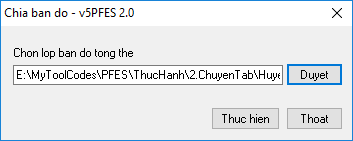 Chia ban do - v5PFES 2.0
Chon lop ban do tong the
E:\MyToolCodes\PFES\ThucHanh\2.ChuyenTab\Huye
Duyet
Thuc hien Thoat